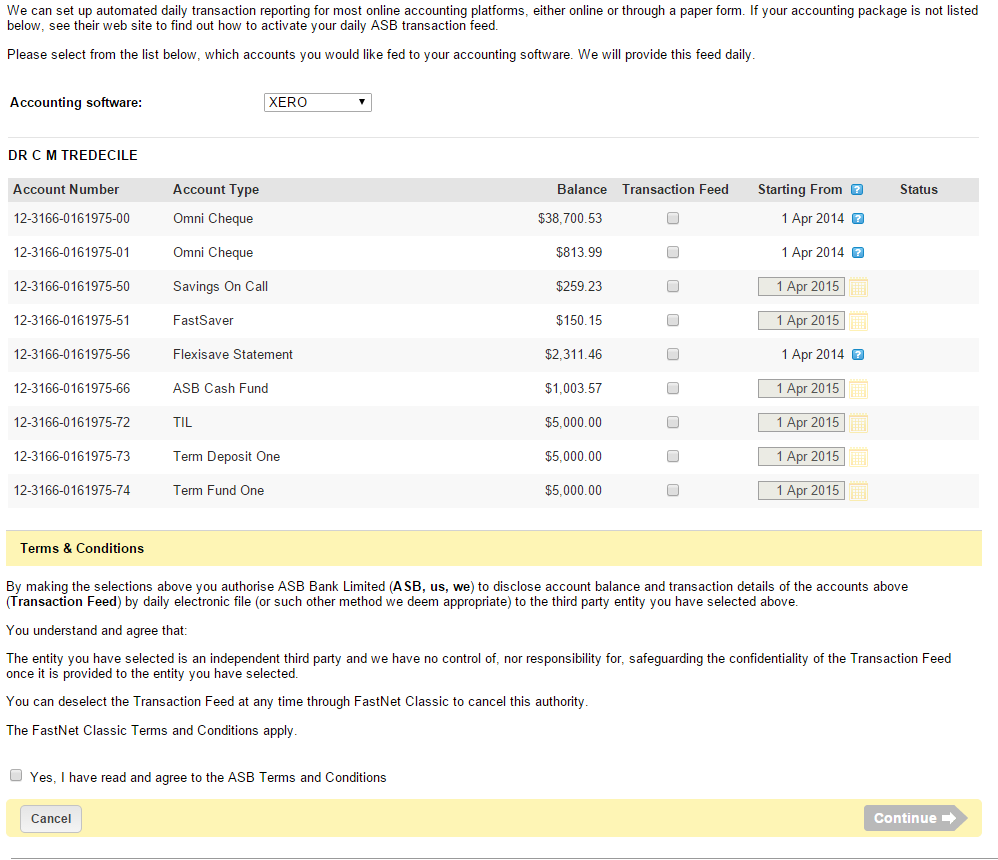 We can set up automated daily transaction reporting for most online accounting platforms, either online or through a paper form. If your accounting package is not listed
below, see their web site to find out how to activate your daily ASB transaction feed.
Please select from the list below, which accounts you would like fed to your accounting software. We will provide this feed daily.
Accounting software: XERO
DR C M TREDECILE
Account Number Account Type Balance Transaction Feed Starting From ? Status
12-3166-0161975-00 Omni Cheque $38,700.53 1 Apr 2014 ?
12-3166-0161975-01 Omni Cheque $813.99 1 Apr 2014 ?
12-3166-0161975-50 Savings On Call $259.23 1 Apr 2015
12-3166-0161975-51 FastSaver $150.15 1 Apr 2015
12-3166-0161975-56 Flexisave Statement $2,311.46 1 Apr 2014 ?
12-3166-0161975-66 ASB Cash Fund $1,003.57 1 Apr 2015
12-3166-0161975-72 TIL $5,000.00 1 Apr 2015
12-3166-0161975-73 Term Deposit One $5,000.00 1 Apr 2015
12-3166-0161975-74 Term Fund One $5,000.00 1 Apr 2015
Terms & Conditions
By making the selections above you authorise ASB Bank Limited (ASB, us, we) to disclose account balance and transaction details of the accounts above
(Transaction Feed) by daily electronic file (or such other method we deem appropriate) to the third party entity you have selected above.
You understand and agree that:
The entity you have selected is an independent third party and we have no control of, nor responsibility for, safeguarding the confidentiality of the Transaction Feed
once it is provided to the entity you have selected.
You can deselect the Transaction Feed at any time through FastNet Classic to cancel this authority.
The FastNet Classic Terms and Conditions apply.
Yes, I have read and agree to the ASB Terms and Conditions
Cancel Continue